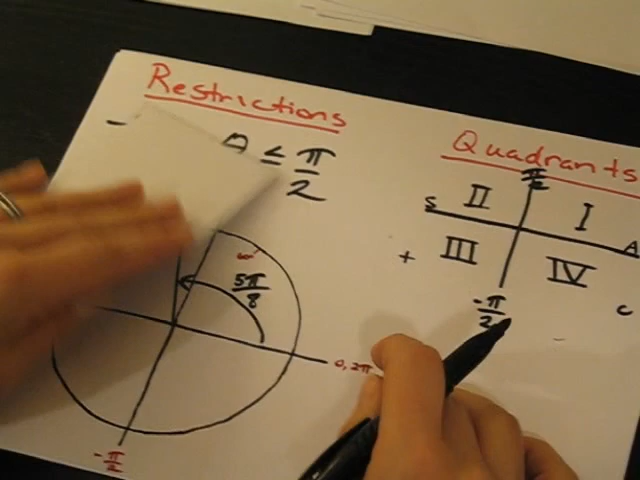 Restrictions
- θ ≤ π/2
5π/8
0, 2π
-π/2
Quadrants
π/2
S II I A
+ III IV C
-π/2
-